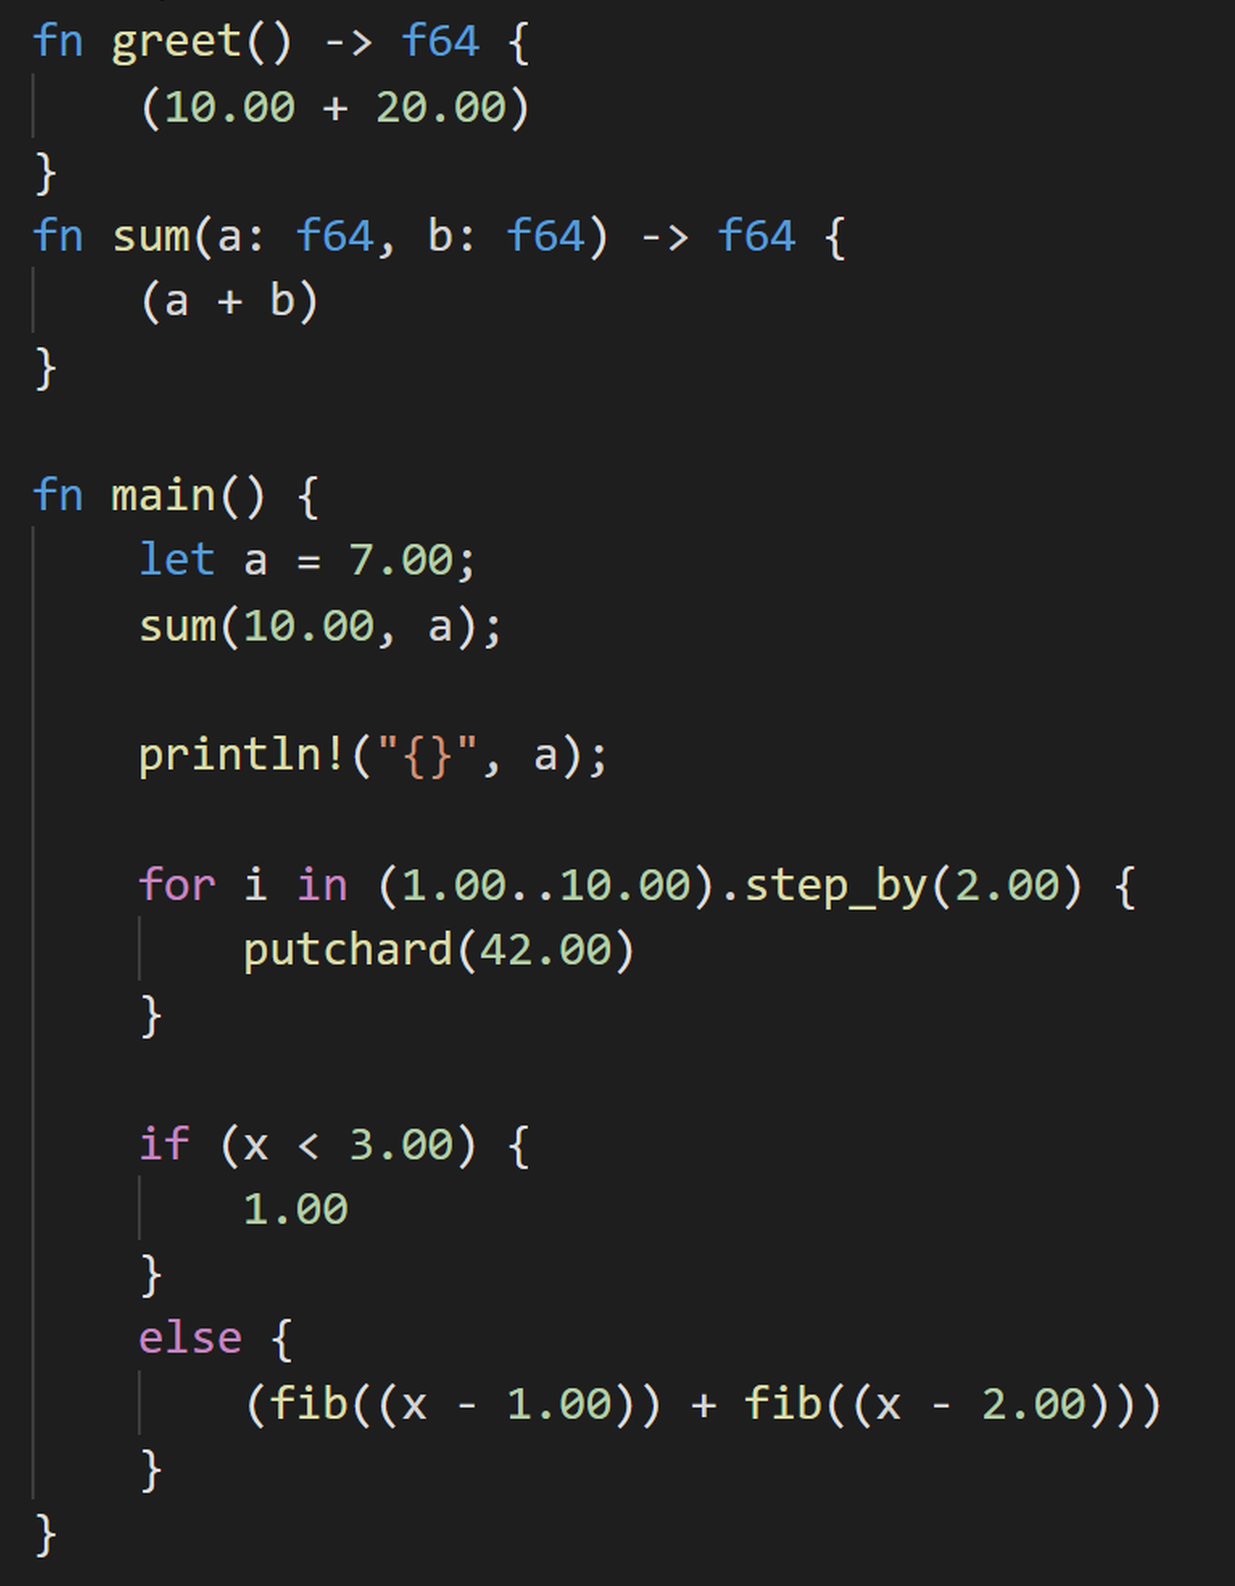 fn greet() -> f64 {
    (10.00 + 20.00)
}
fn sum(a: f64, b: f64) -> f64 {
    (a + b)
}

fn main() {
    let a = 7.00;
    sum(10.00, a);

    println!("{}", a);

    for i in (1.00..10.00).step_by(2.00) {
        putchard(42.00)
    }

    if (x < 3.00) {
        1.00
    }
    else {
        (fib((x - 1.00)) + fib((x - 2.00)))
    }
}